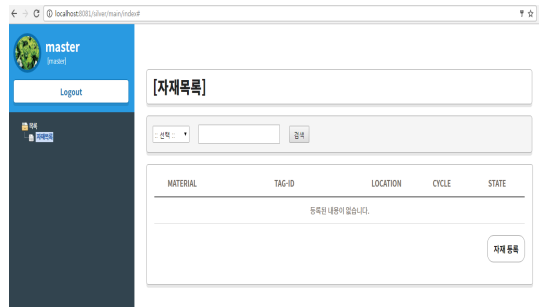 localhost:8081/silver/main/index#
master
[master]
Logout
목록
자재목록
[자재목록]
:: 선택 ::
검색
MATERIAL TAG-ID LOCATION CYCLE STATE
등록된 내용이 없습니다.
자재 등록